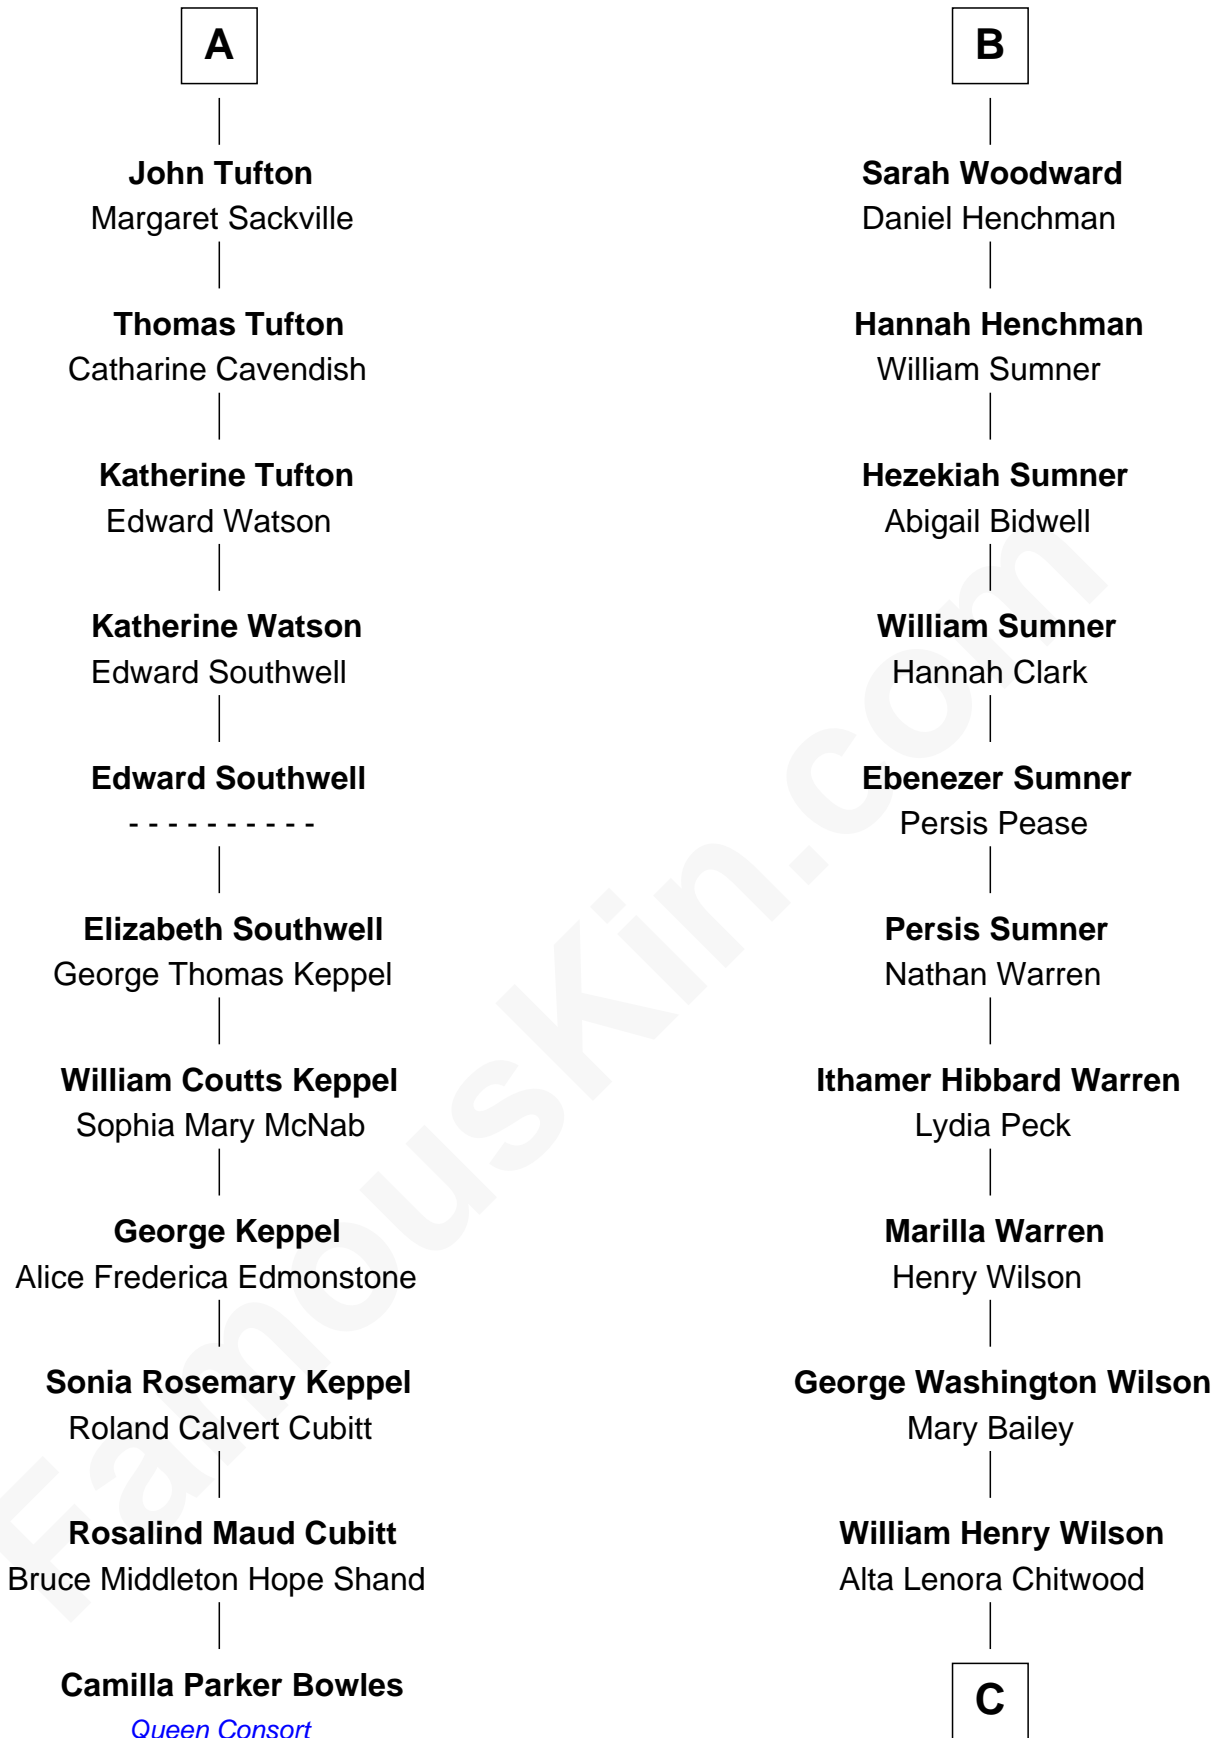 A
John Tufton
Margaret Sackville
Thomas Tufton
Catharine Cavendish
Katherine Tufton
Edward Watson
Katherine Watson
Edward Southwell
Edward Southwell
- - - - - - - - - -
Elizabeth Southwell
George Thomas Keppel
William Coutts Keppel
Sophia Mary McNab
George Keppel
Alice Frederica Edmonstone
Sonia Rosemary Keppel
Roland Calvert Cubitt
Rosalind Maud Cubitt
Bruce Middleton Hope Shand
Camilla Parker Bowles
Queen Consort
B
Sarah Woodward
Daniel Henchman
Hannah Henchman
William Sumner
Hezekiah Sumner
Abigail Bidwell
William Sumner
Hannah Clark
Ebenezer Sumner
Persis Pease
Persis Sumner
Nathan Warren
Ithamer Hibbard Warren
Lydia Peck
Marilla Warren
Henry Wilson
George Washington Wilson
Mary Bailey
William Henry Wilson
Alta Lenora Chitwood
C
FamousKin.com